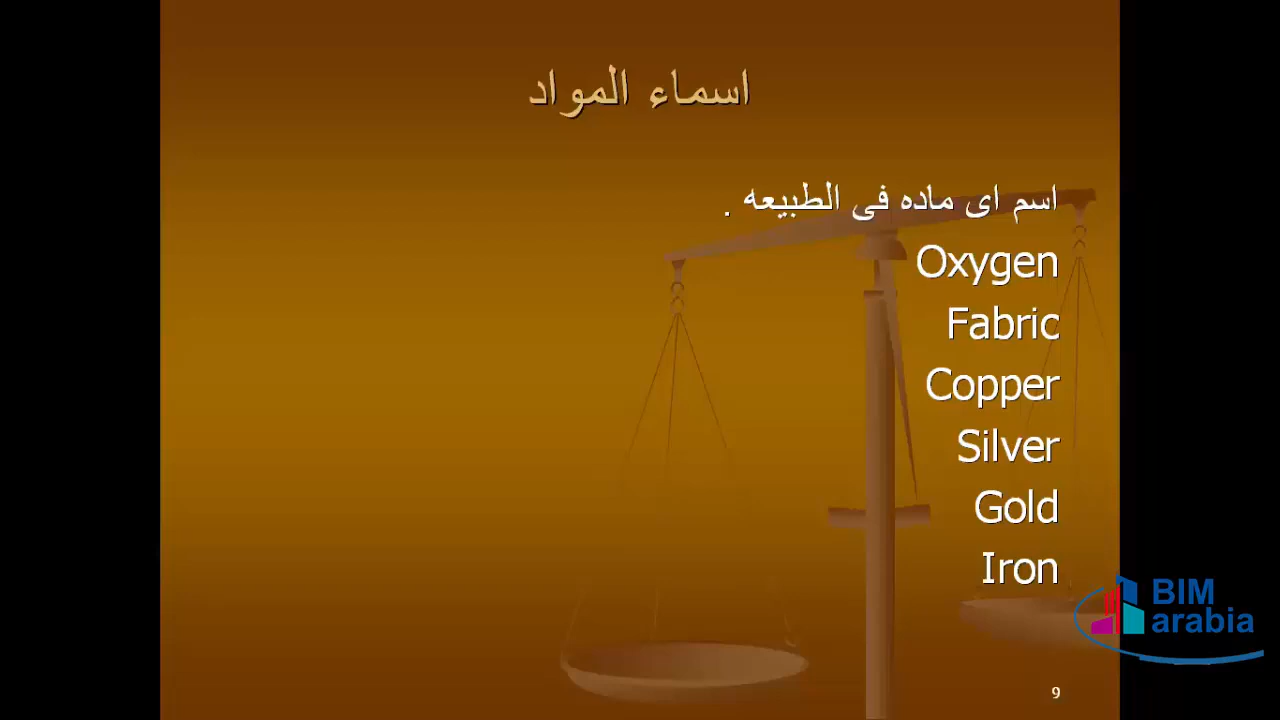 اسماء المواد
اسم اى ماده فى الطبيعه .
Oxygen
Fabric
Copper
Silver
Gold
Iron
BIM
arabia
9